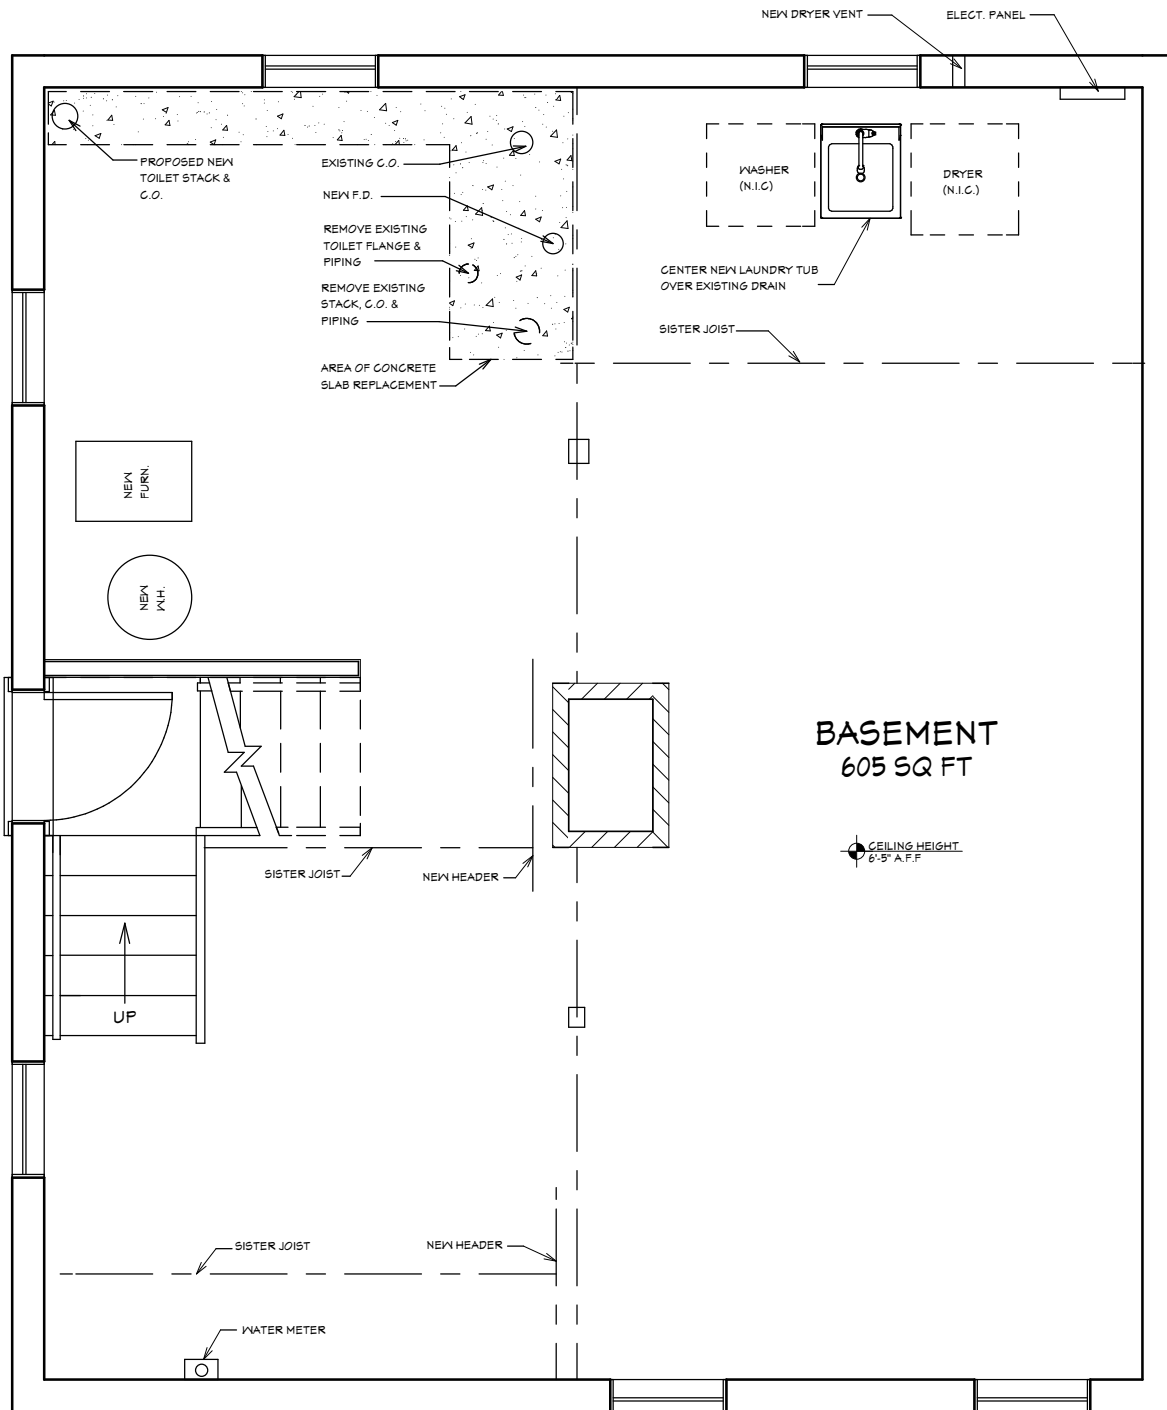 NEW DRYER VENT
ELECT. PANEL
PROPOSED NEW
TOILET STACK &
C.O.
EXISTING C.O.
NEW F.D.
REMOVE EXISTING
TOILET FLANGE &
PIPING
REMOVE EXISTING
STACK, C.O. &
PIPING
AREA OF CONCRETE
SLAB REPLACEMENT
WASHER
(N.I.C)
DRYER
(N.I.C.)
CENTER NEW LAUNDRY TUB
OVER EXISTING DRAIN
SISTER JOIST
NEW
FURN.
NEW
W.H.
BASEMENT
605 SQ FT
CEILING HEIGHT
6'-5" A.F.F
SISTER JOIST
NEW HEADER
UP
SISTER JOIST
NEW HEADER
WATER METER